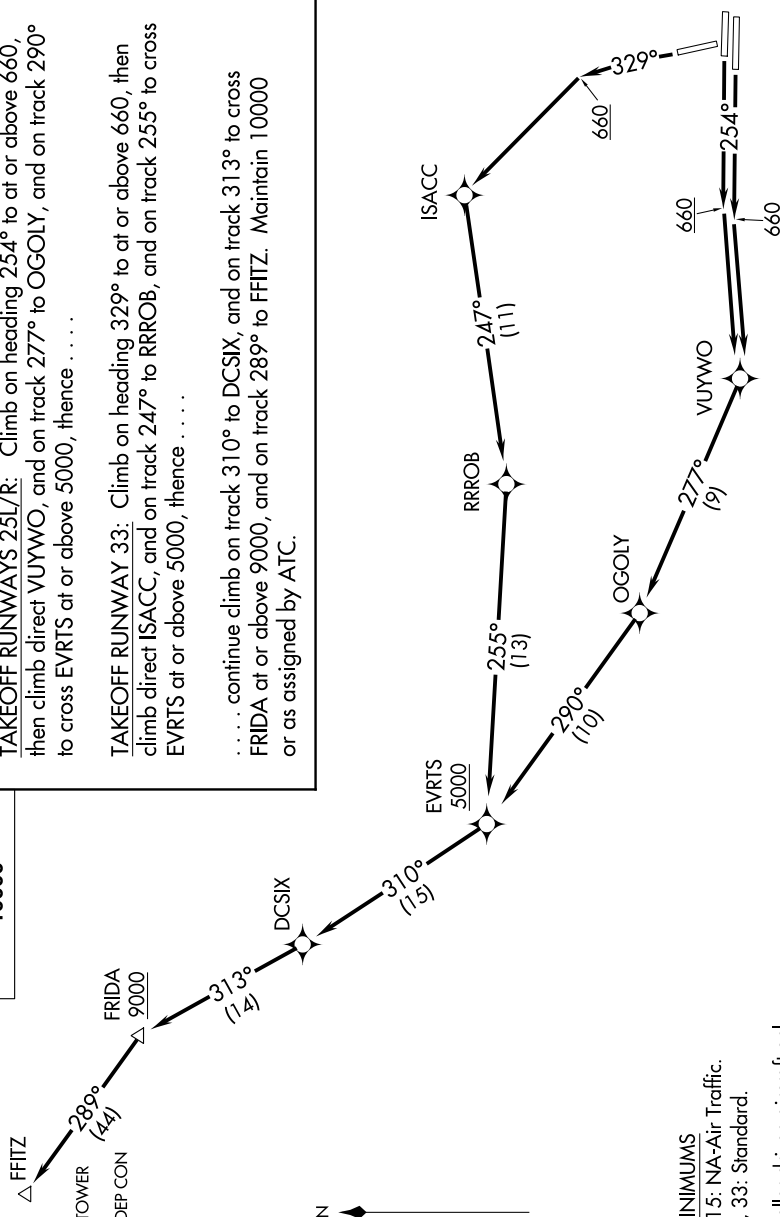 TAKEOFF RUNWAYS 25L/R: Climb on heading 254° to at or above 660,
then climb direct VUYWO, and on track 277° to OGOLY, and on track 290°
to cross EVRTS at or above 5000, thence . . . .
TAKEOFF RUNWAY 33: Climb on heading 329° to at or above 660, then
climb direct ISACC, and on track 247° to RRROB, and on track 255° to cross
EVRTS at or above 5000, thence . . . .
. . . . continue climb on track 310° to DCSIX, and on track 313° to cross
FRIDA at or above 9000, and on track 289° to FFITZ. Maintain 10000
or as assigned by ATC.
329°
660
ISACC
254°
660
660
247°
(11)
VUYWO
RRROB
277°
(9)
OGOLY
255°
(13)
290°
(10)
EVRTS
5000
310°
(15)
DCSIX
313°
(14)
FRIDA
9000
289°
(44)
FFITZ
TOWER
DEP CON
N
INIMUMS
15: NA-Air Traffic.
, 33: Standard.